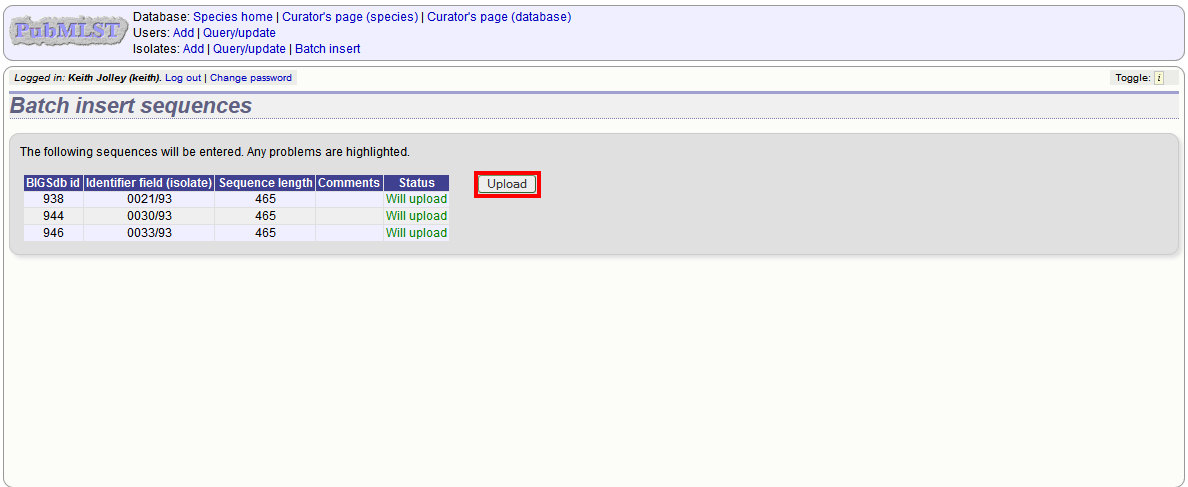 PubMLST
Database: Species home | Curator's page (species) | Curator's page (database)
Users: Add | Query/update
Isolates: Add | Query/update | Batch insert
Logged in: Keith Jolley (keith). Log out | Change password
Toggle: i
Batch insert sequences
The following sequences will be entered. Any problems are highlighted.
BIGSdb id Identifier field (isolate) Sequence length Comments Status
938 0021/93 465 Will upload
944 0030/93 465 Will upload
946 0033/93 465 Will upload
Upload